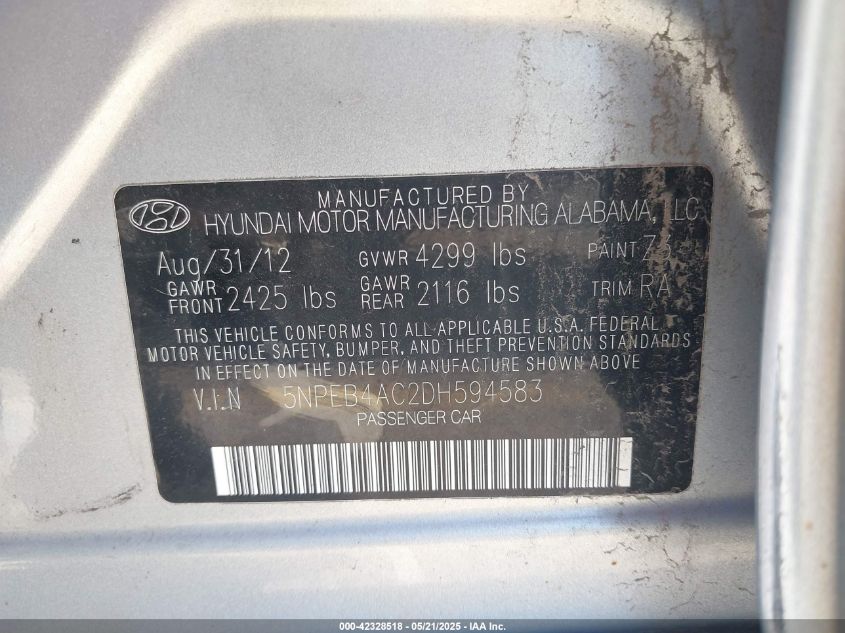 MANUFACTURED BY
HYUNDAI MOTOR MANUFACTURING ALABAMA, LLC
Aug/31/12 GVWR 4299 lbs PAINT Z3
GAWR FRONT 2425 lbs GAWR REAR 2116 lbs TRIM RA
THIS VEHICLE CONFORMS TO ALL APPLICABLE U.S.A. FEDERAL
MOTOR VEHICLE SAFETY, BUMPER, AND THEFT PREVENTION STANDARDS
IN EFFECT ON THE DATE OF MANUFACTURE SHOWN ABOVE
V.I.N 5NPEB4AC2DH594583
PASSENGER CAR
000-42328518 - 05/21/2025 - IAA Inc.